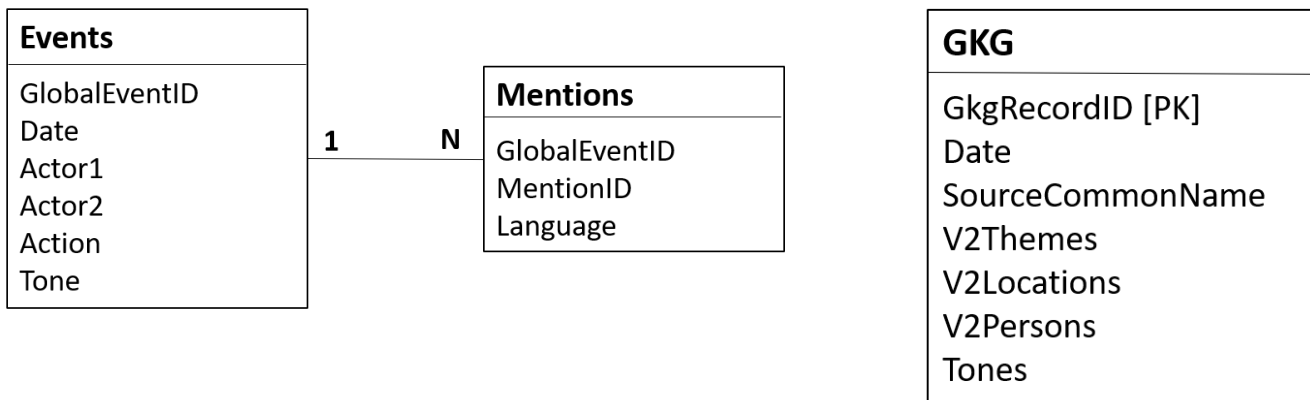 Events
GlobalEventID
Date
Actor1
Actor2
Action
Tone
1
N
Mentions
GlobalEventID
MentionID
Language
GKG
GkgRecordID [PK]
Date
SourceCommonName
V2Themes
V2Locations
V2Persons
Tones